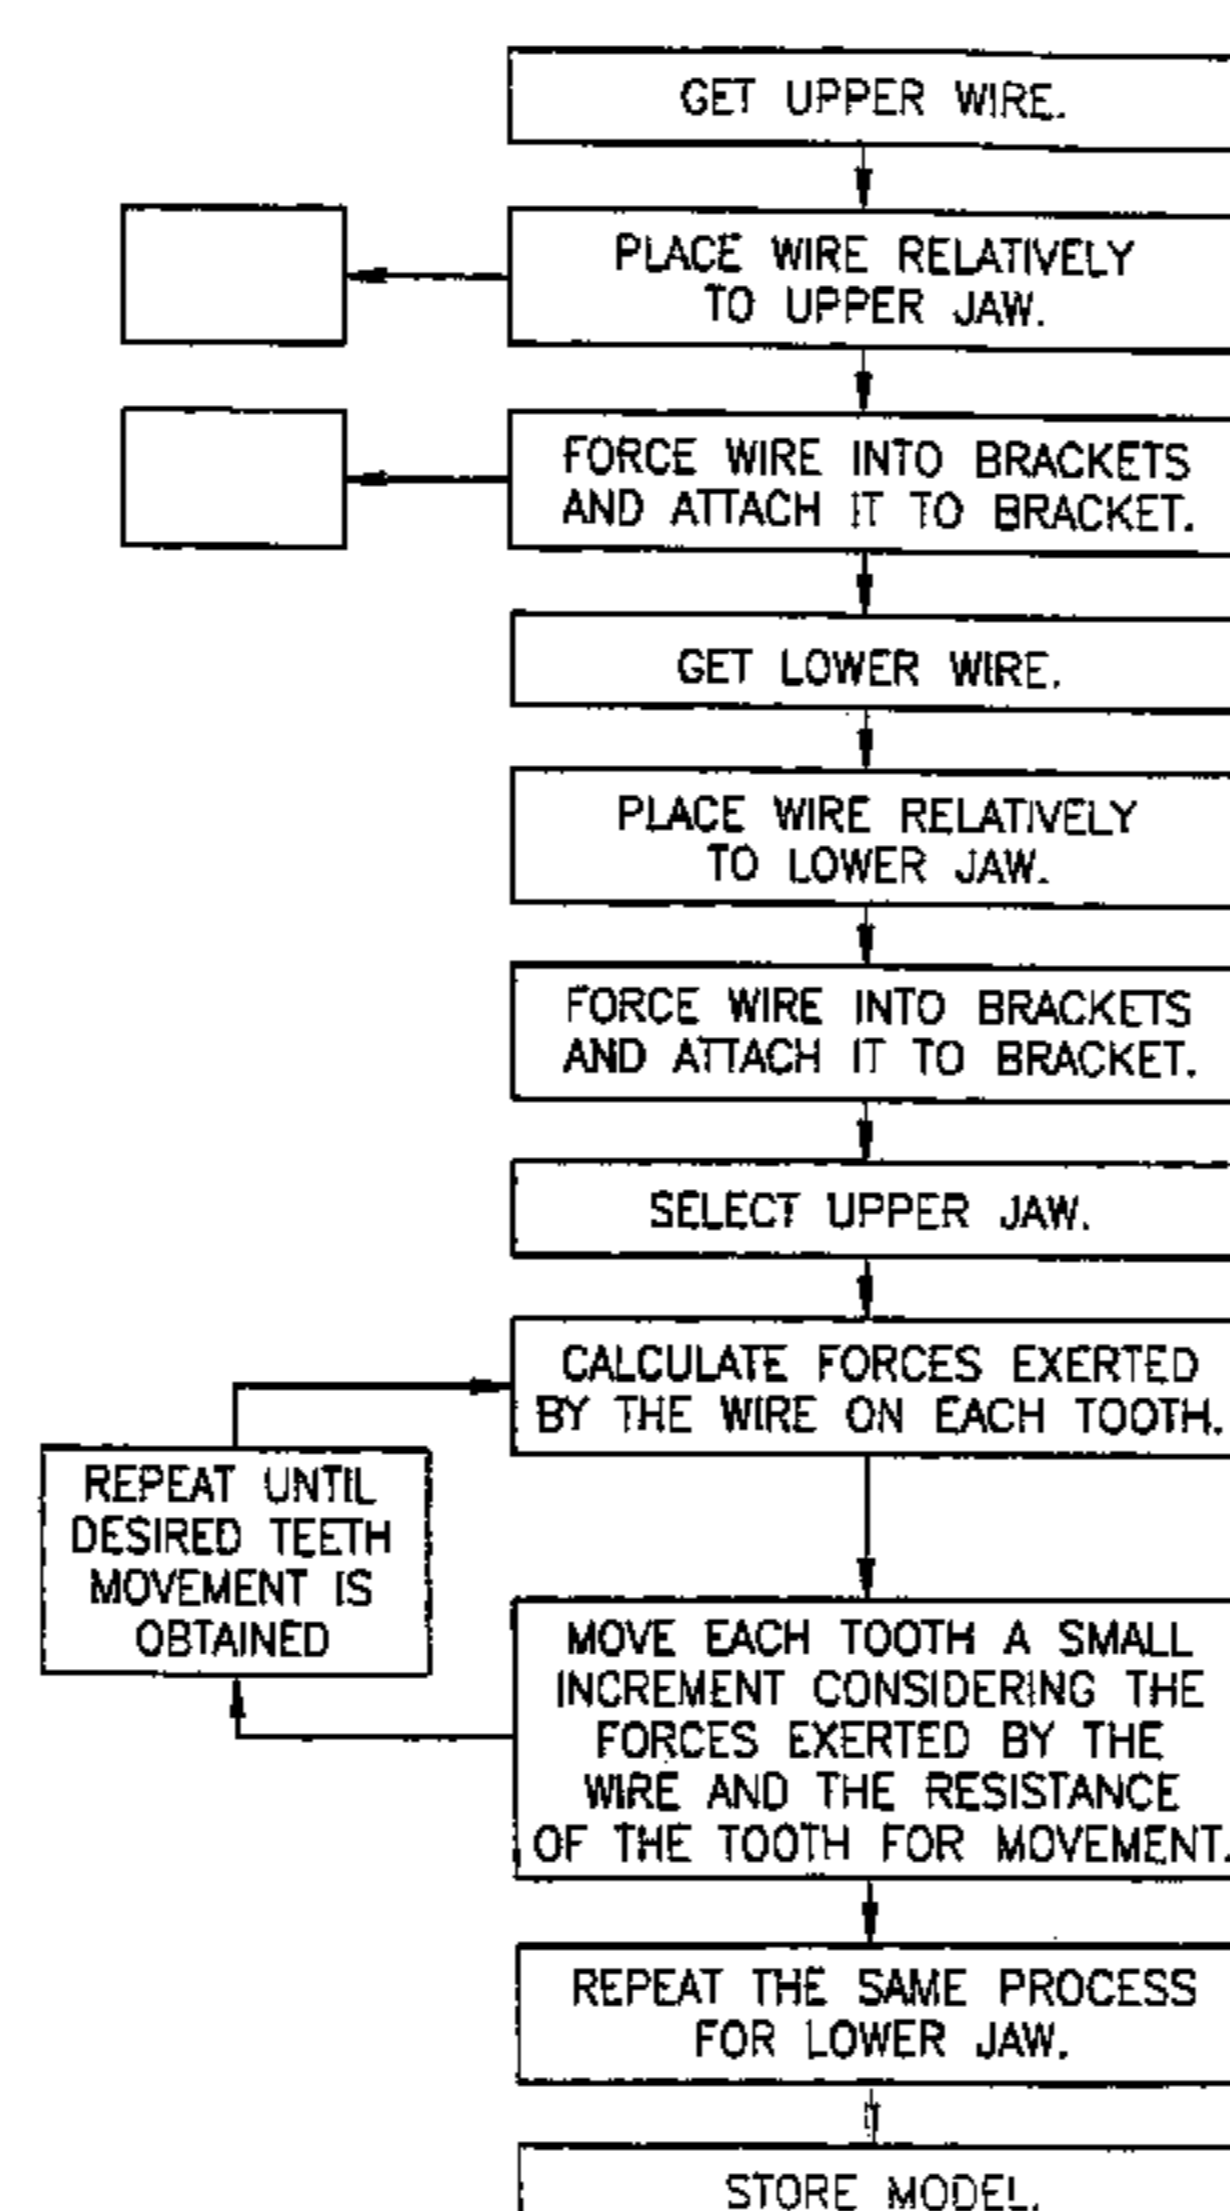 GET UPPER WIRE.
PLACE WIRE RELATIVELY
TO UPPER JAW.
FORCE WIRE INTO BRACKETS
AND ATTACH IT TO BRACKET.
GET LOWER WIRE.
PLACE WIRE RELATIVELY
TO LOWER JAW.
FORCE WIRE INTO BRACKETS
AND ATTACH IT TO BRACKET.
SELECT UPPER JAW.
CALCULATE FORCES EXERTED
BY THE WIRE ON EACH TOOTH.
REPEAT UNTIL
DESIRED TEETH
MOVEMENT IS
OBTAINED
MOVE EACH TOOTH A SMALL
INCREMENT CONSIDERING THE
FORCES EXERTED BY THE
WIRE AND THE RESISTANCE
OF THE TOOTH FOR MOVEMENT.
REPEAT THE SAME PROCESS
FOR LOWER JAW.
STORE MODEL.